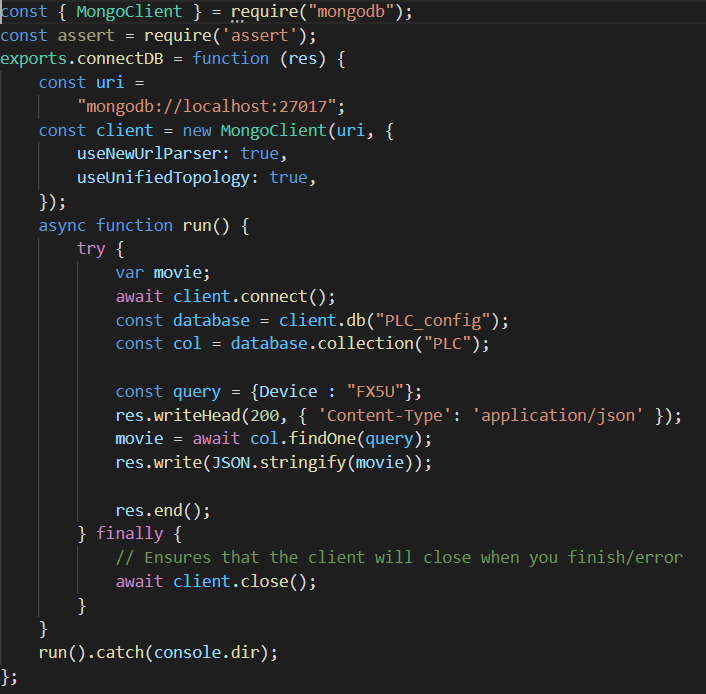 const { MongoClient } = require("mongodb");
const assert = require('assert');
exports.connectDB = function (res) {
    const uri =
        "mongodb://localhost:27017";
    const client = new MongoClient(uri, {
        useNewUrlParser: true,
        useUnifiedTopology: true,
    });
    async function run() {
        try {
            var movie;
            await client.connect();
            const database = client.db("PLC_config");
            const col = database.collection("PLC");

            const query = {Device : "FX5U"};
            res.writeHead(200, { 'Content-Type': 'application/json' });
            movie = await col.findOne(query);
            res.write(JSON.stringify(movie));

            res.end();
        } finally {
            // Ensures that the client will close when you finish/error
            await client.close();
        }
    }
    run().catch(console.dir);
};